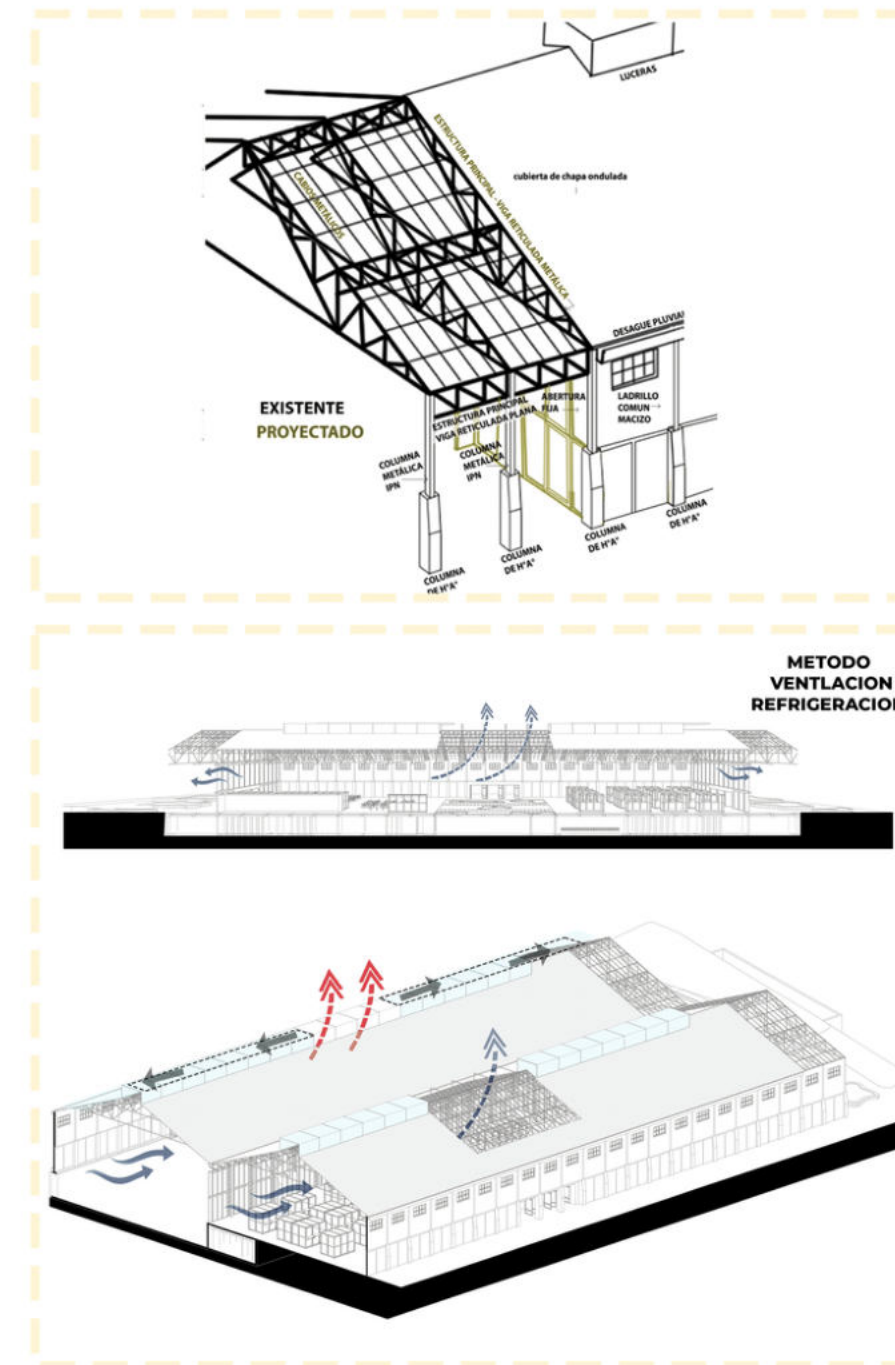 LUCERAS
ESTRUCTURA PRINCIPAL - VIGA RETICULADA METÁLICA
cubierta de chapa ondulada
CABIOS METÁLICOS
DESAGUE PLUVIAL
EXISTENTE
PROYECTADO
ESTRUCTURA PRINCIPAL
VIGA RETICULADA PLANA
ABERTURA
FIJA
LADRILLO
COMUN
MACIZO
COLUMNA
METÁLICA
IPN
COLUMNA
METÁLICA
IPN
COLUMNA
DE H°A°
COLUMNA
DE H°A°
COLUMNA
DE H°A°
COLUMNA
DE H°A°
METODO
VENTLACION
REFRIGERACION